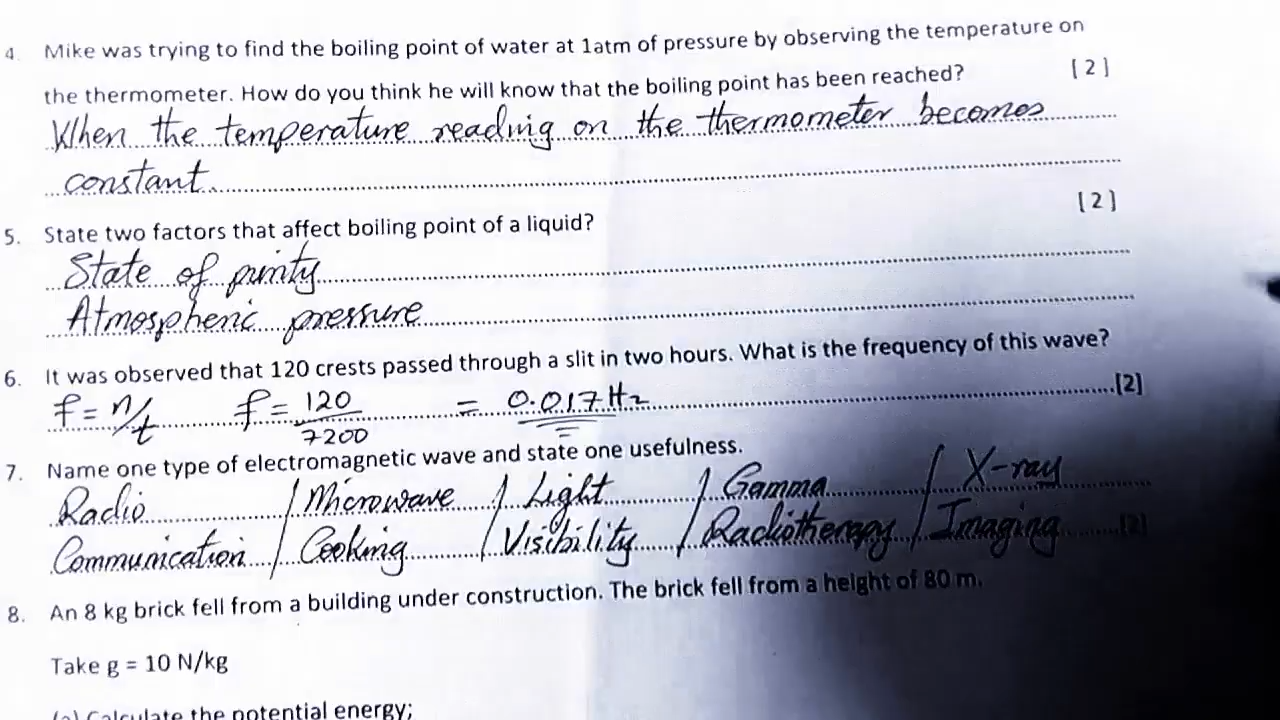 4. Mike was trying to find the boiling point of water at 1atm of pressure by observing the temperature on
the thermometer. How do you think he will know that the boiling point has been reached? [2]
When the temperature reading on the thermometer becomes
constant
5. State two factors that affect boiling point of a liquid? [2]
State of purity
Atmospheric pressure
6. It was observed that 120 crests passed through a slit in two hours. What is the frequency of this wave?
f = n/t f = 120/7200 = 0.017Hz [2]
7. Name one type of electromagnetic wave and state one usefulness.
Radio / Microwave / Light / Gamma / X-ray
Communication / Cooking / Visibility / Radiotherapy / Imaging [2]
8. An 8 kg brick fell from a building under construction. The brick fell from a height of 80 m.
Take g = 10 N/kg
(a) Calculate the potential energy;